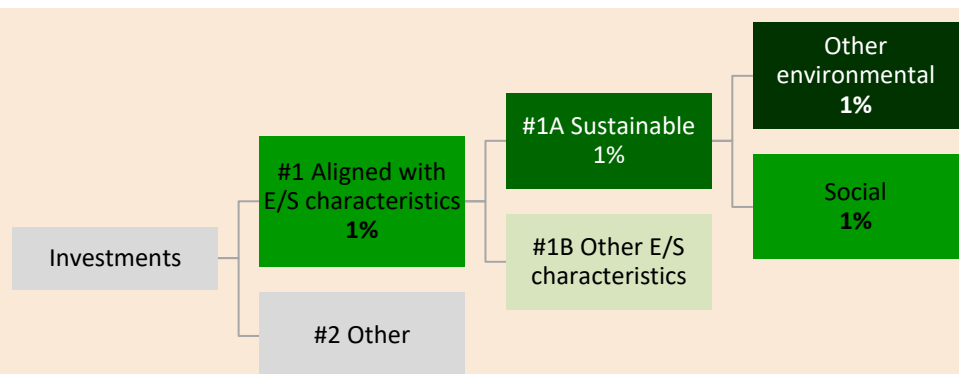 Investments
#1 Aligned with
E/S characteristics
1%
#2 Other
#1A Sustainable
1%
#1B Other E/S
characteristics
Other
environmental
1%
Social
1%